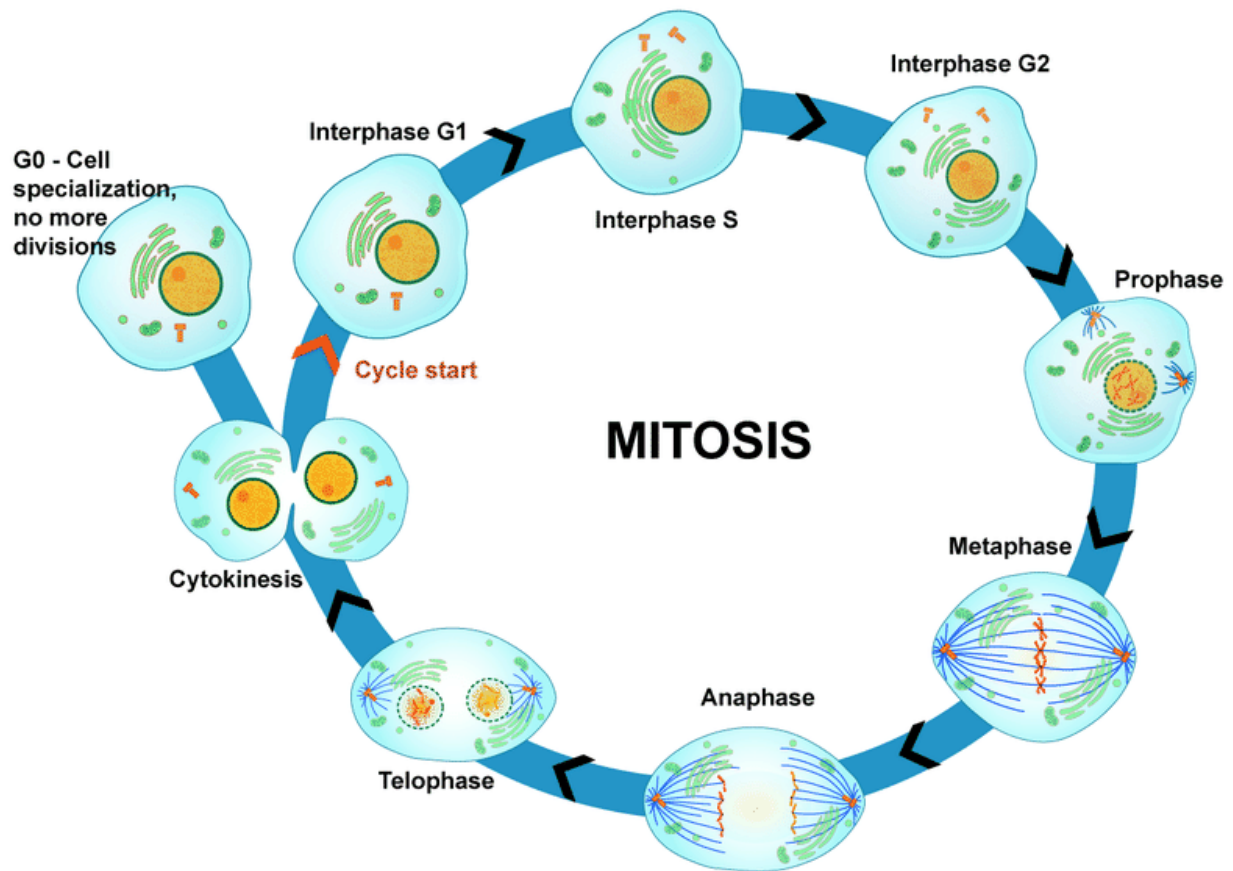 Interphase G2
Interphase G1
G0 - Cell
specialization,
no more
divisions
Interphase S
Prophase
Cycle start
MITOSIS
Metaphase
Cytokinesis
Anaphase
Telophase